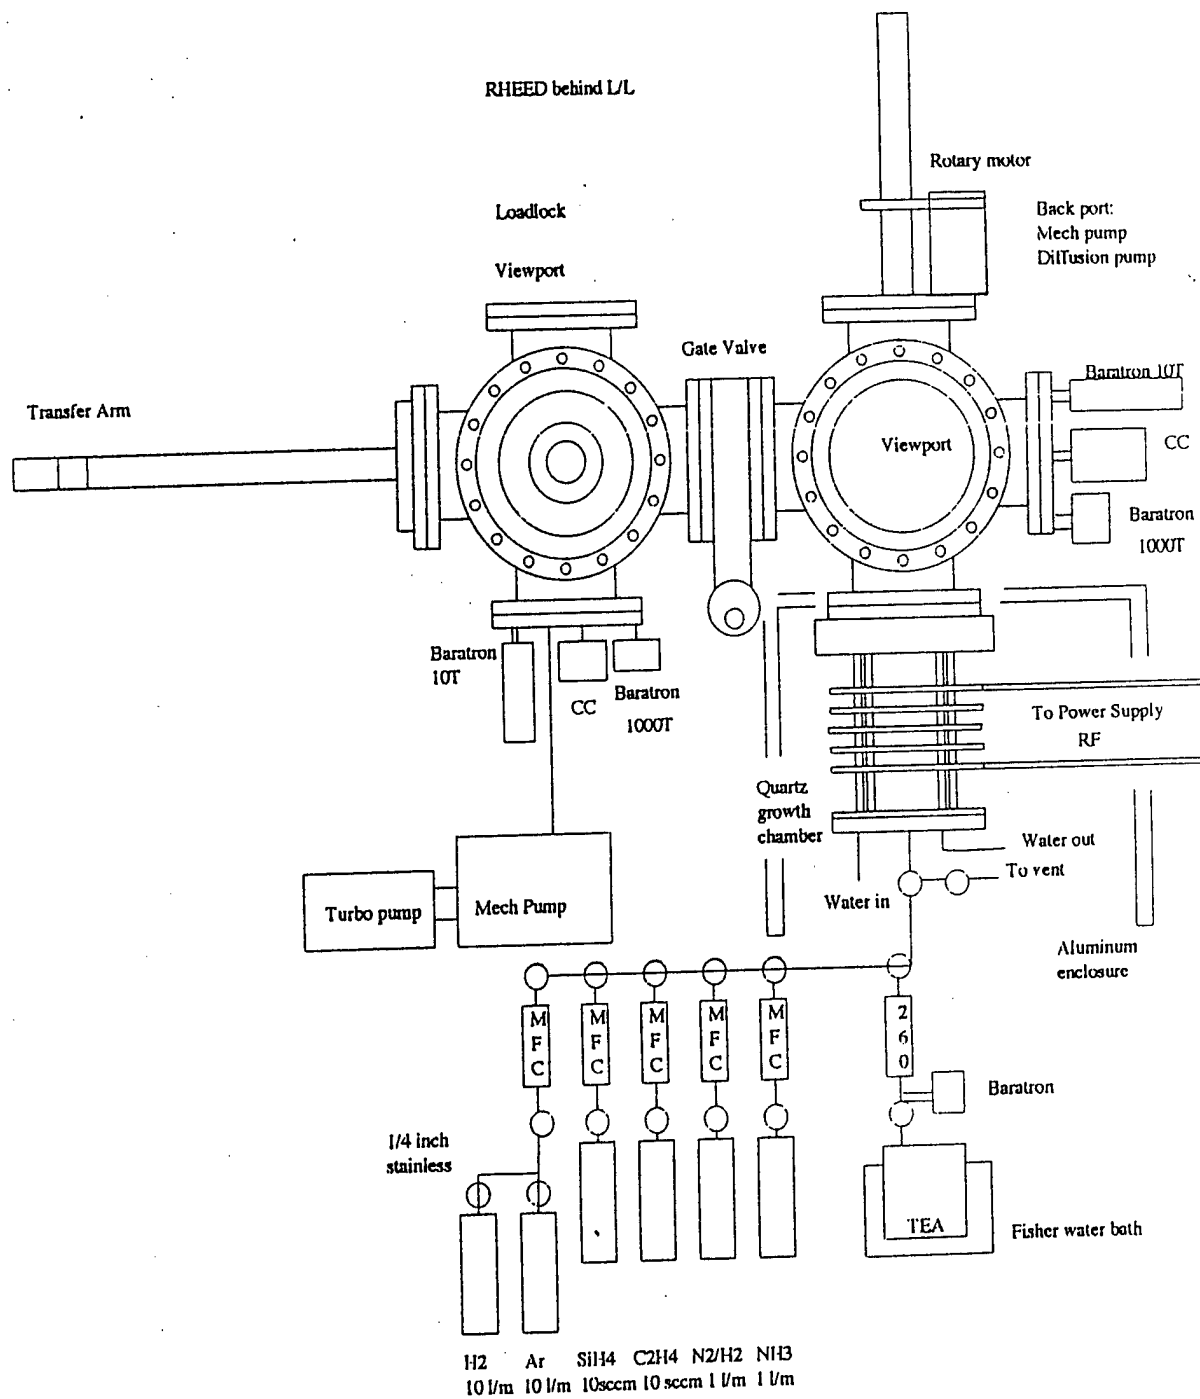 RHEED behind L/L
Rotary motor
Loadlock
Back port:
Mech pump
Diffusion pump
Viewport
Gate Valve
Baratron 10T
Transfer Arm
Viewport
CC
Baratron
1000T
Baratron
10T
CC
Baratron
1000T
To Power Supply
RF
Quartz
growth
chamber
Water out
To vent
Water in
Turbo pump
Mech Pump
Aluminum
enclosure
M
F
C
M
F
C
M
F
C
M
F
C
M
F
C
2
6
0
Baratron
1/4 inch
stainless
TEA
Fisher water bath
H2 Ar SiH4 C2H4 N2/H2 NH3
10 l/m 10 l/m 10sccm 10 sccm 1 l/m 1 l/m